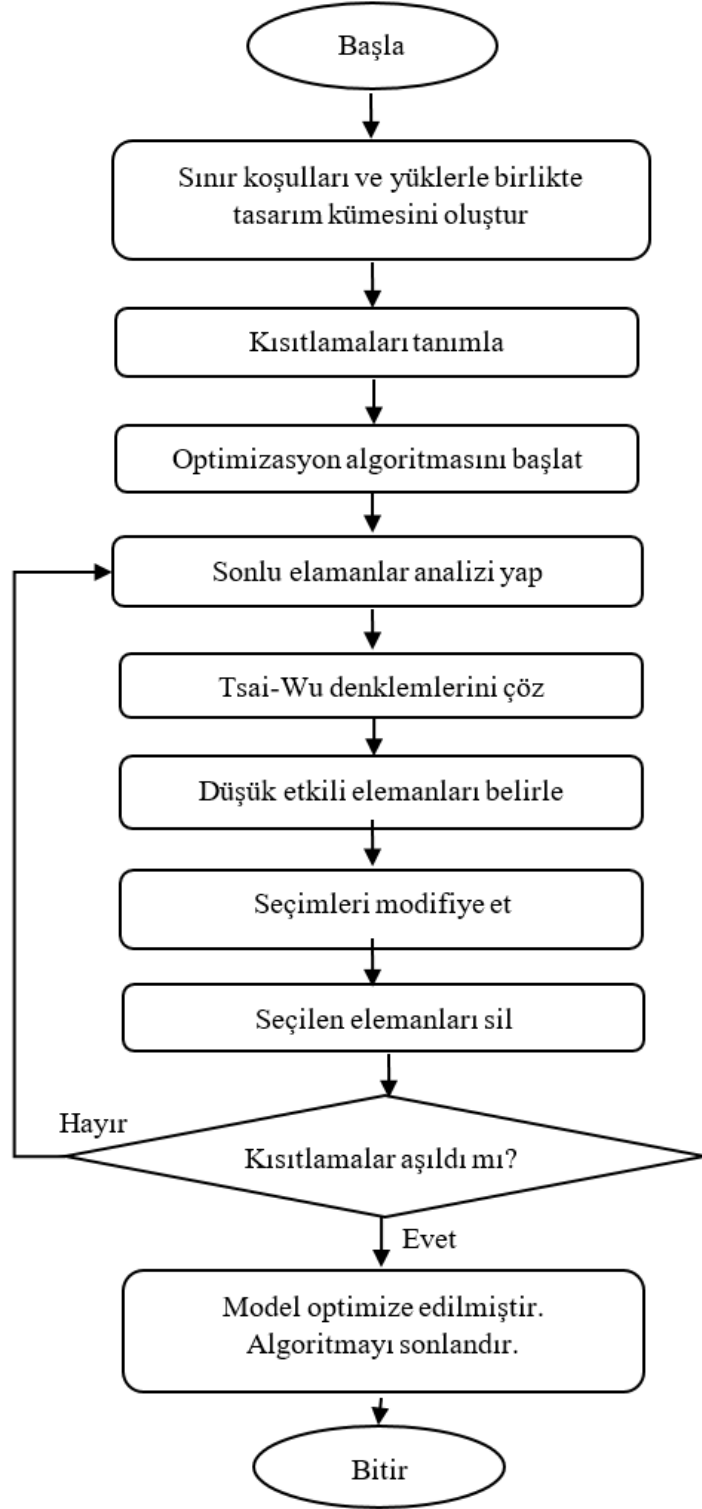 Başla
Sınır koşulları ve yüklerle birlikte
tasarım kümesini oluştur
Kısıtlamaları tanımla
Optimizasyon algoritmasını başlat
Sonlu elamanlar analizi yap
Tsai-Wu denklemlerini çöz
Düşük etkili elemanları belirle
Seçimleri modifiye et
Seçilen elemanları sil
Hayır
Kısıtlamalar aşıldı mı?
Evet
Model optimize edilmiştir.
Algoritmayı sonlandır.
Bitir